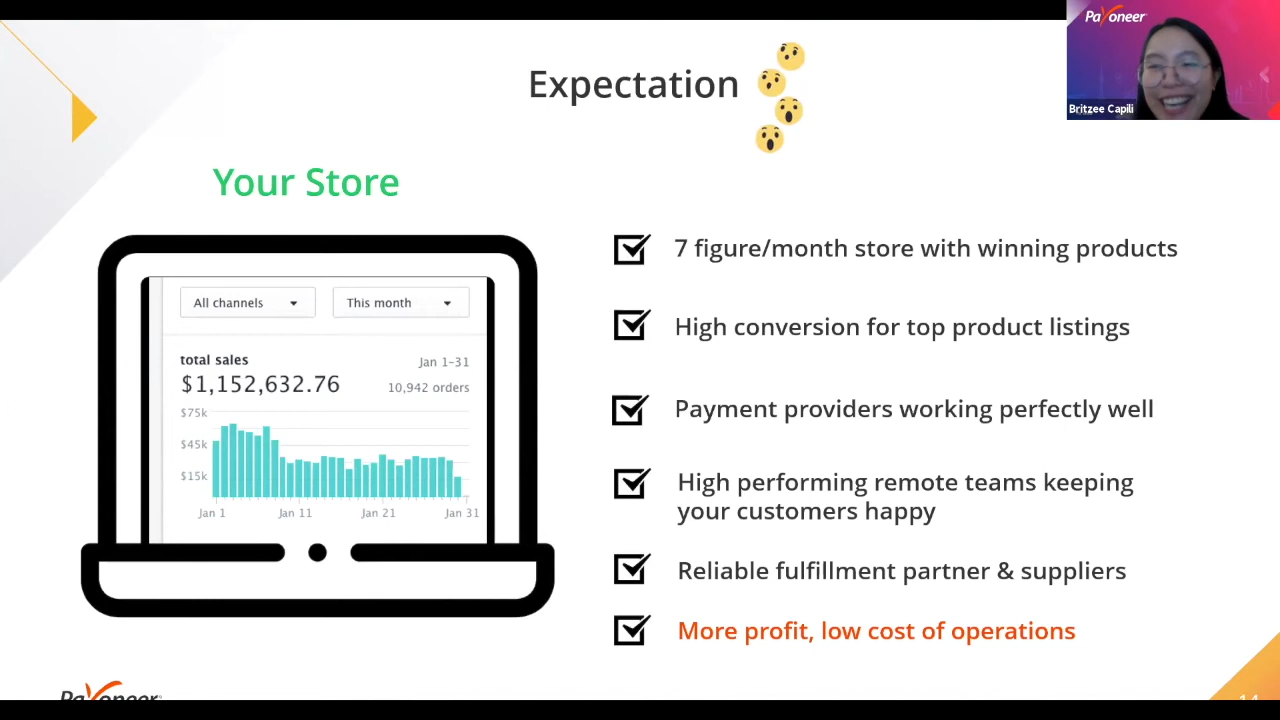 Expectation
Payoneer
Britzee Capili
Your Store
All channels
This month
total sales
Jan 1-31
$1,152,632.76
10,942 orders
$75k
$45k
$15k
Jan 1
Jan 11
Jan 21
Jan 31
7 figure/month store with winning products
High conversion for top product listings
Payment providers working perfectly well
High performing remote teams keeping
your customers happy
Reliable fulfillment partner & suppliers
More profit, low cost of operations
Payoneer
14